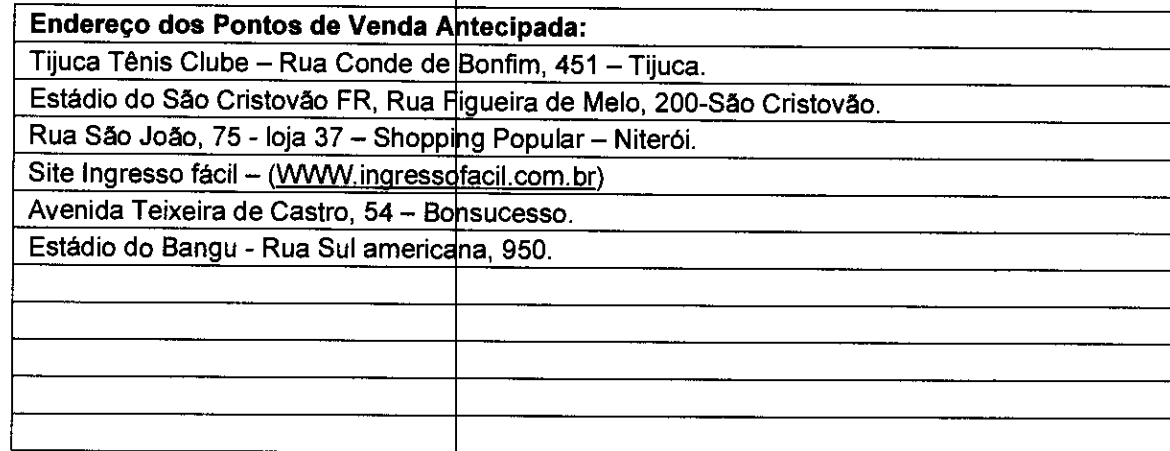 Endereço dos Pontos de Venda Antecipada:
Tijuca Tênis Clube – Rua Conde de Bonfim, 451 – Tijuca.
Estádio do São Cristovão FR, Rua Figueira de Melo, 200-São Cristovão.
Rua São João, 75 - loja 37 – Shopping Popular – Niterói.
Site Ingresso fácil – (WWW.ingressofacil.com.br)
Avenida Teixeira de Castro, 54 – Bonsucesso.
Estádio do Bangu - Rua Sul americana, 950.